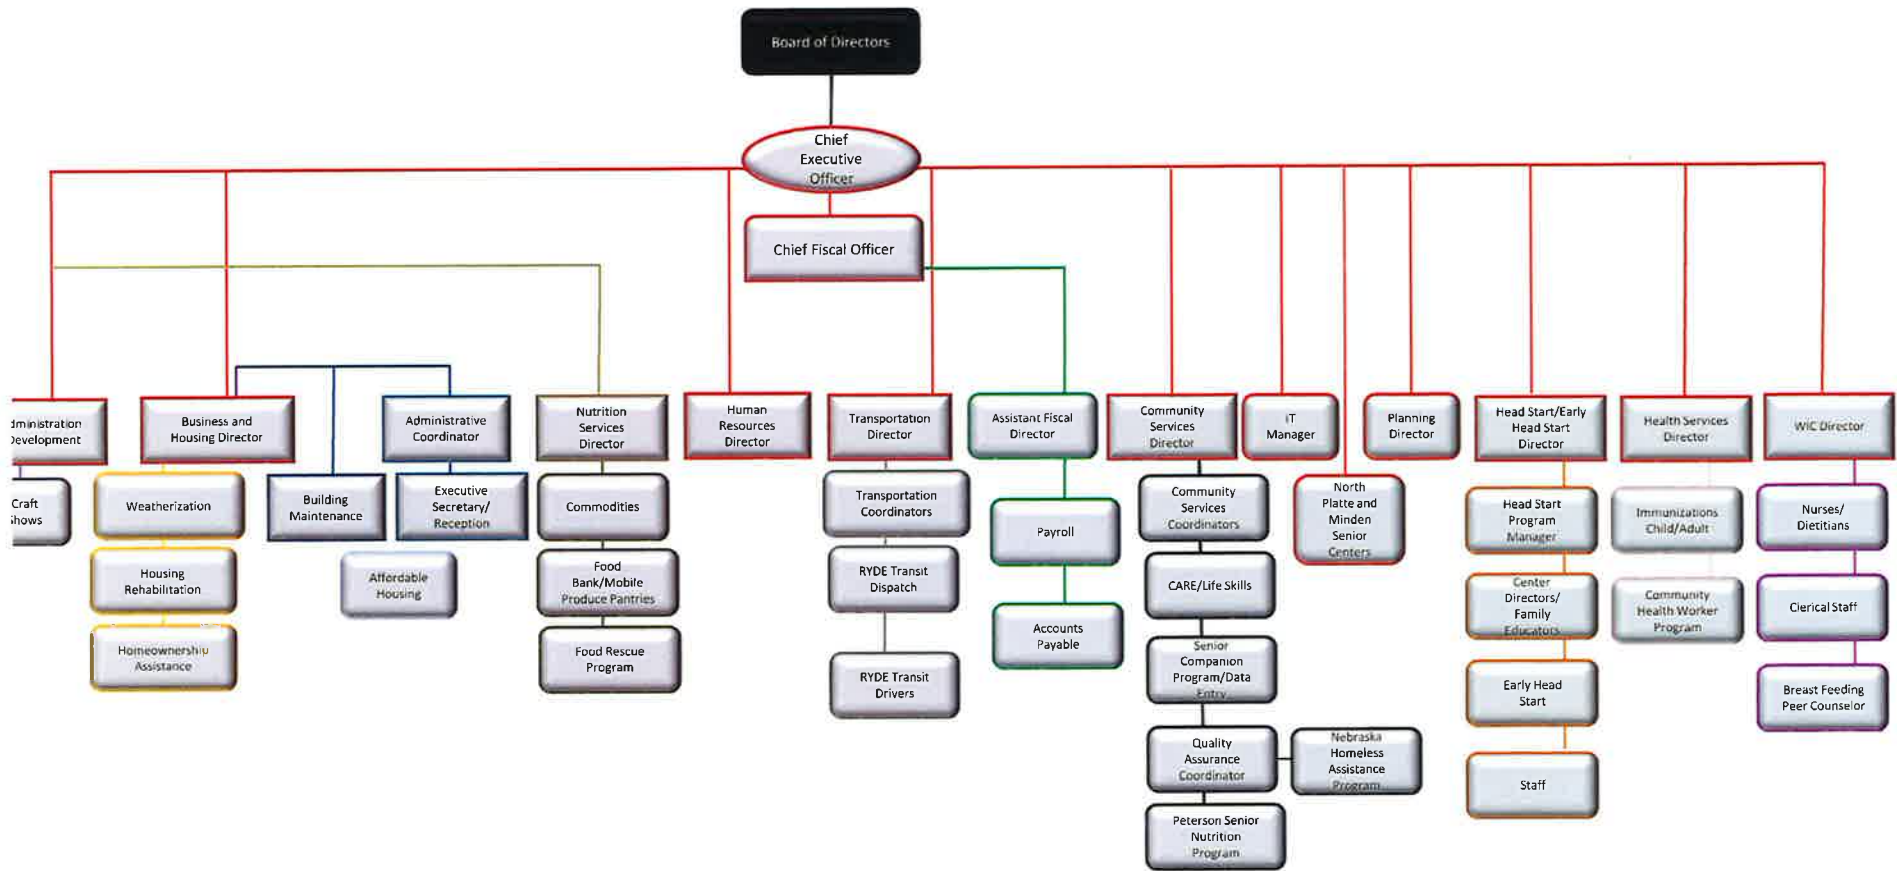 Board of Directors
Chief
Executive
Officer
Chief Fiscal Officer
dministration
Development
Business and
Housing Director
Administrative
Coordinator
Nutrition
Services
Director
Human
Resources
Director
Transportation
Director
Assistant Fiscal
Director
Community
Services
Director
IT
Manager
Planning
Director
Head Start/Early
Head Start
Director
Health Services
Director
WIC Director
Craft
Shows
Weatherization
Building
Maintenance
Executive
Secretary/
Reception
Commodities
Transportation
Coordinators
Payroll
Community
Services
Coordinators
North
Platte and
Minden
Senior
Centers
Head Start
Program
Manager
Immunizations
Child/Adult
Nurses/
Dietitians
Housing
Rehabilitation
Affordable
Housing
Food
Bank/Mobile
Produce Pantries
RYDE Transit
Dispatch
CARE/Life Skills
Center
Directors/
Family
Educators
Community
Health Worker
Program
Clerical Staff
Homeownership
Assistance
Food Rescue
Program
RYDE Transit
Drivers
Accounts
Payable
Senior
Companion
Program/Data
Entry
Early Head
Start
Breast Feeding
Peer Counselor
Quality
Assurance
Coordinator
Nebraska
Homeless
Assistance
Program
Staff
Peterson Senior
Nutrition
Program